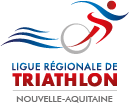 LIGUE RÉGIONALE DE
TRIATHLON
NOUVELLE-AQUITAINE